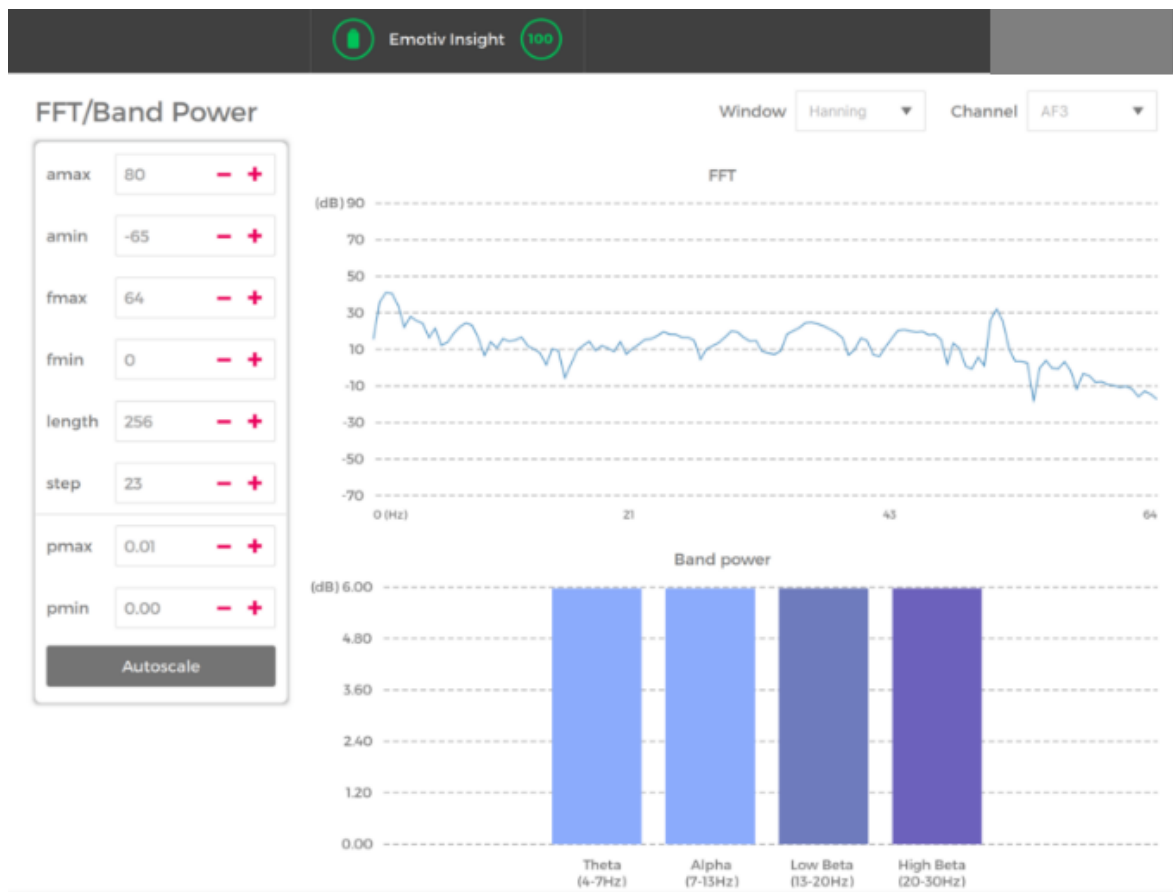 Emotiv Insight 100
FFT/Band Power
Window Hanning Channel AF3
amax 80
amin -65
fmax 64
fmin 0
length 256
step 23
pmax 0.01
pmin 0.00
Autoscale
FFT
(dB) 90
70
50
30
10
-10
-30
-50
-70
0 (Hz) 21 43 64
Band power
(dB) 6.00
4.80
3.60
2.40
1.20
0.00
Theta Alpha Low Beta High Beta
(4-7Hz) (7-13Hz) (13-20Hz) (20-30Hz)